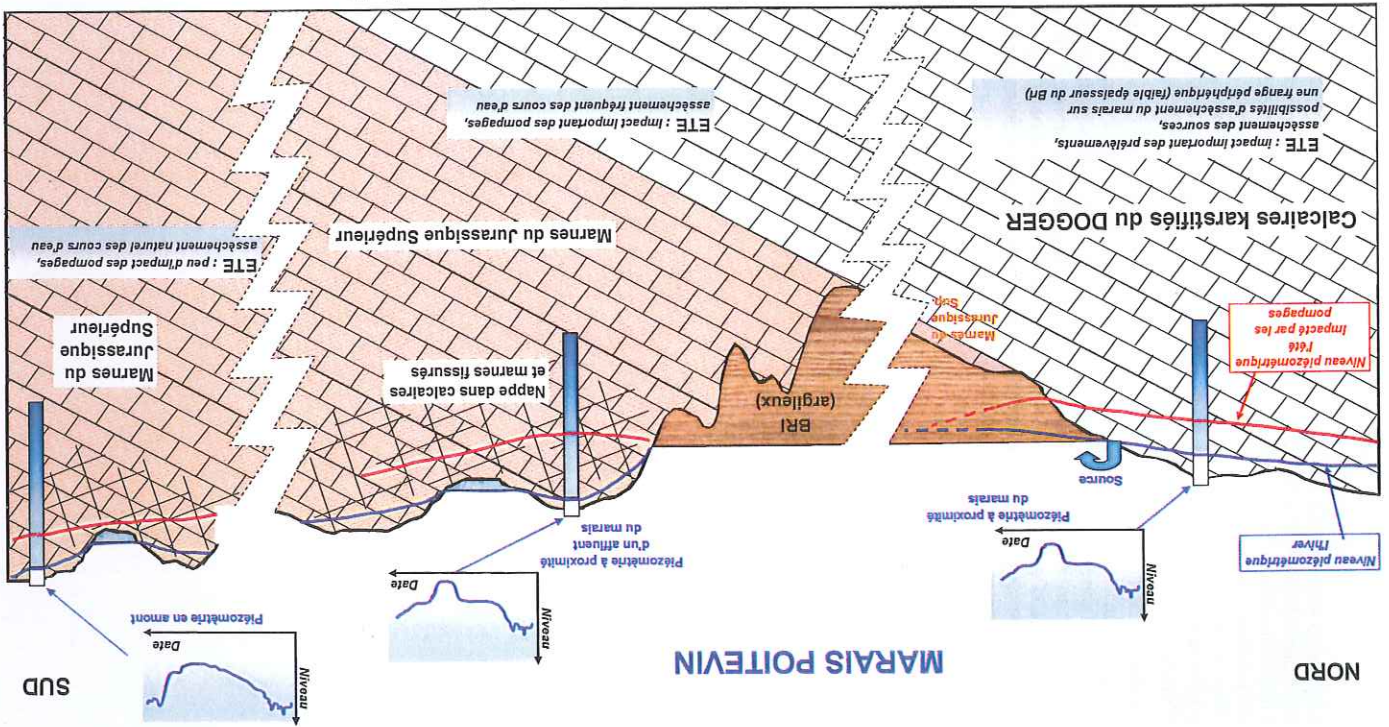 MARAIS POITEVIN
NORD
SUD
Niveau
Date
Piézométrie à proximité
du marais
Niveau
Date
Piézométrie à proximité
d'un affluent
du marais
Niveau
Date
Piézométrie en amont
Niveau piézométrique
l'hiver
Source
Niveau piézométrique
l'été
impacté par les
pompages
BRI
(argileux)
Marnes du
Jurassique
Sup.
Nappe dans calcaires
et marnes fissurés
Marnes du
Jurassique
Supérieur
Calcaires karstifiés du DOGGER
Marnes du Jurassique Supérieur
ETE : impact important des prélèvements,
assèchement des sources,
possibilités d'assèchement du marais sur
une frange périphérique (faible épaisseur du Bri)
ETE : impact important des pompages,
assèchement fréquent des cours d'eau
ETE : peu d'impact des pompages,
assèchement naturel des cours d'eau